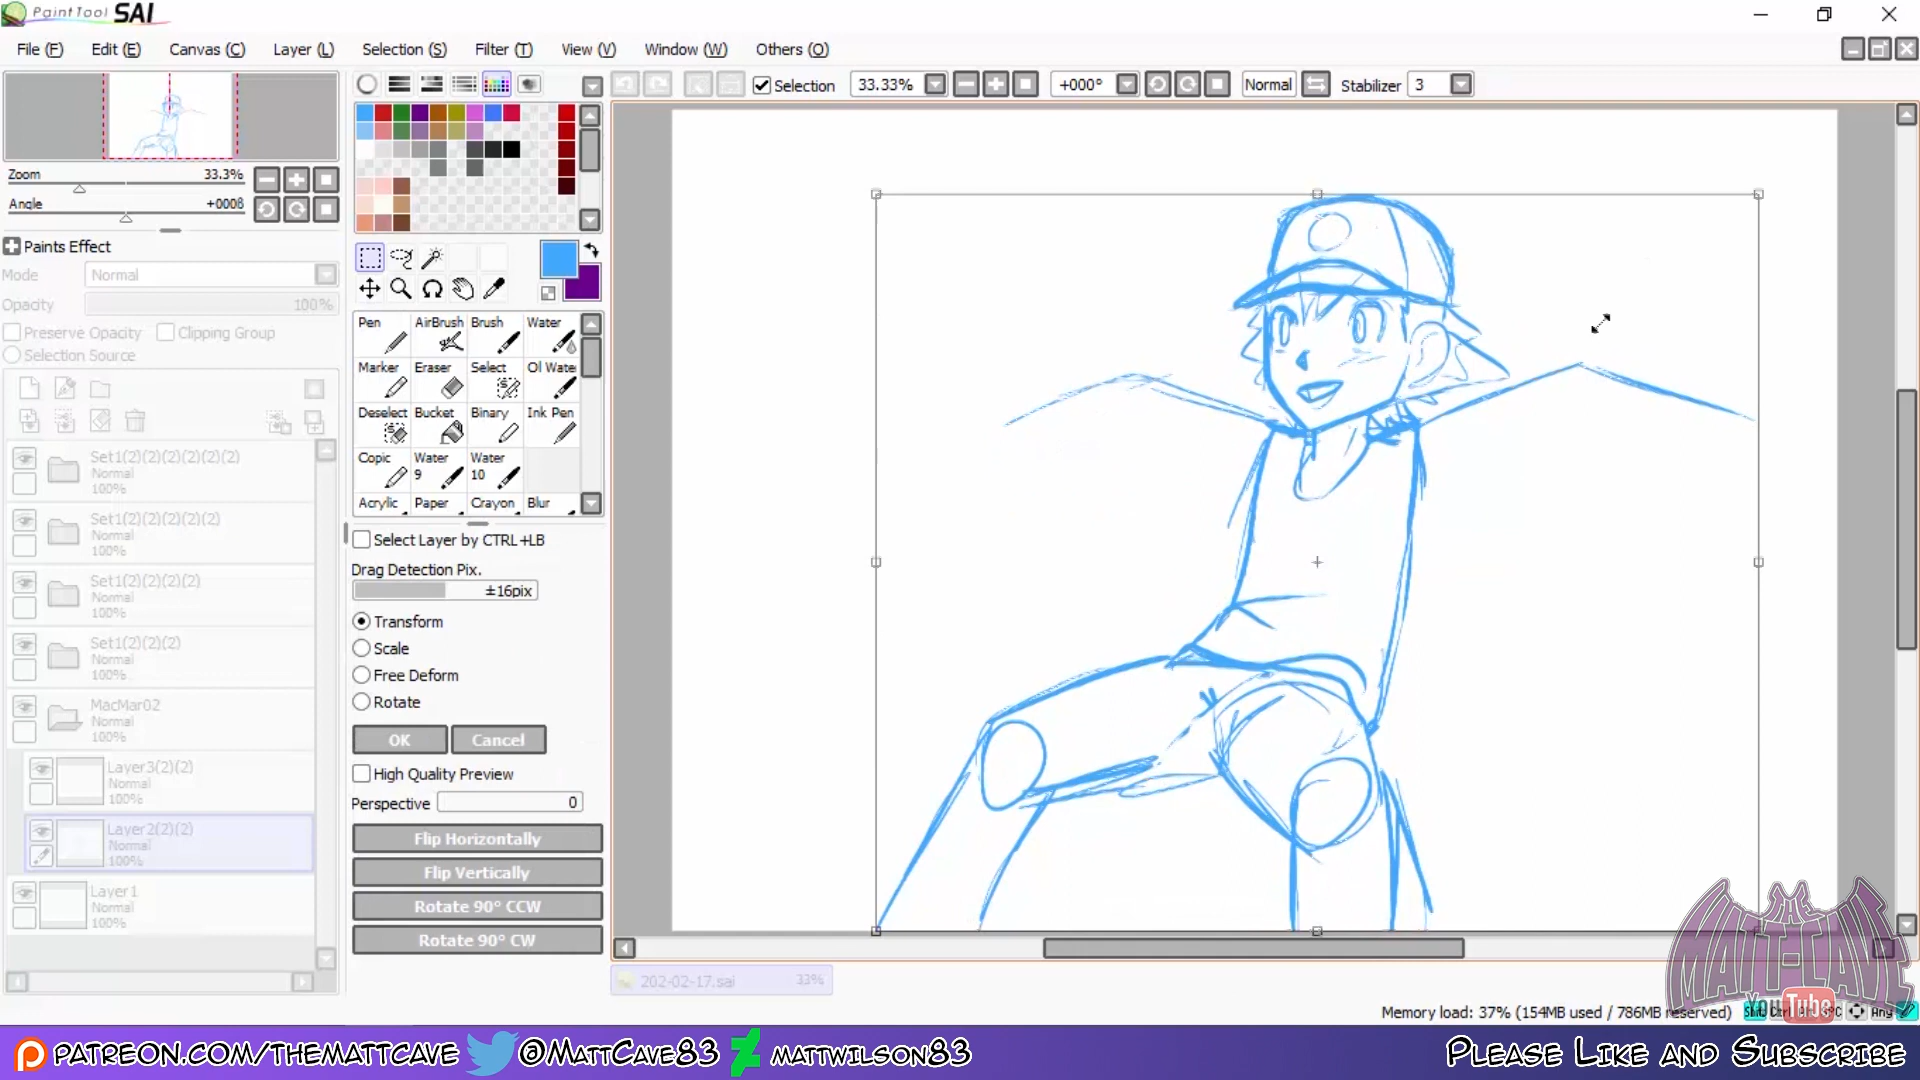 PaintTool SAI
File (F) Edit (E) Canvas (C) Layer (L) Selection (S) Filter (T) View (V) Window (W) Others (O)
Selection 33.33% +000° Normal Stabilizer 3
Zoom 33.3%
Angle +000ß
Paints Effect
Mode Normal
Opacity 100%
Preserve Opacity Clipping Group
Selection Source
Set1(2)(2)(2)(2)(2)(2)
Normal
100%
Set1(2)(2)(2)(2)(2)
Normal
100%
Set1(2)(2)(2)(2)
Normal
100%
Set1(2)(2)(2)
Normal
100%
MacMar02
Normal
100%
Layer3(2)(2)
Normal
100%
Layer2(2)(2)
Normal
100%
Layer1
Normal
100%
Pen AirBrush Brush Water
Marker Eraser Select Ol Wate
Deselect Bucket Binary Ink Pen
Copic Water 9 Water 10
Acrylic Paper Crayon Blur
Select Layer by CTRL+LB
Drag Detection Pix.
±16pix
Transform
Scale
Free Deform
Rotate
OK Cancel
High Quality Preview
Perspective 0
Flip Horizontally
Flip Vertically
Rotate 90° CCW
Rotate 90° CW
202-02-17.sai 33%
THE
MATT-CAVE
YouTube
Memory load: 37% (154MB used / 786MB reserved)
Any
PATREON.COM/THEMATTCAVE @MATTCAVE83 MATTWILSON83 PLEASE LIKE AND SUBSCRIBE